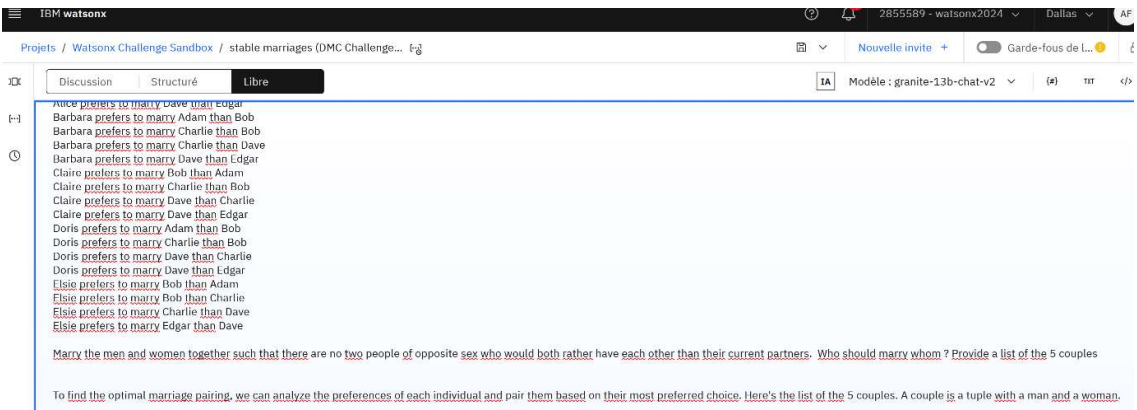 IBM watsonx 2855589 - watsonx2024 Dallas AF
Projets / Watsonx Challenge Sandbox / stable marriages (DMC Challenge... Nouvelle invite + Garde-fous de l...
Discussion Structuré Libre IA Modèle : granite-13b-chat-v2 {#} TXT </>
Alice prefers to marry Dave than Edgar
Barbara prefers to marry Adam than Bob
Barbara prefers to marry Charlie than Bob
Barbara prefers to marry Charlie than Dave
Barbara prefers to marry Dave than Edgar
Claire prefers to marry Bob than Adam
Claire prefers to marry Charlie than Bob
Claire prefers to marry Dave than Charlie
Claire prefers to marry Dave than Edgar
Doris prefers to marry Adam than Bob
Doris prefers to marry Charlie than Bob
Doris prefers to marry Dave than Charlie
Doris prefers to marry Dave than Edgar
Elsie prefers to marry Bob than Adam
Elsie prefers to marry Bob than Charlie
Elsie prefers to marry Charlie than Dave
Elsie prefers to marry Edgar than Dave
Marry the men and women together such that there are no two people of opposite sex who would both rather have each other than their current partners. Who should marry whom ? Provide a list of the 5 couples
To find the optimal marriage pairing, we can analyze the preferences of each individual and pair them based on their most preferred choice. Here's the list of the 5 couples. A couple is a tuple with a man and a woman.